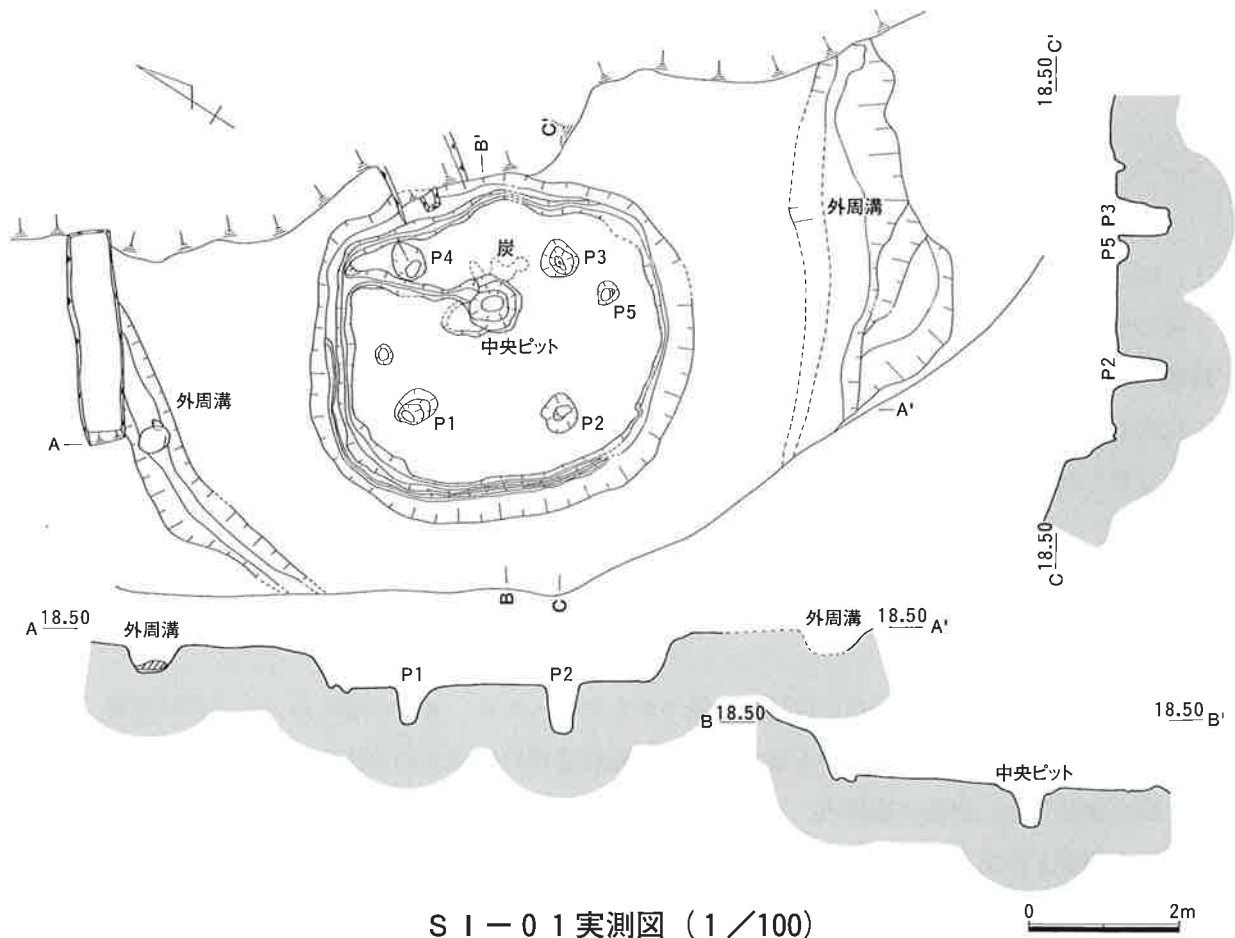 18.50 C'
B'
C'
外周溝
炭
P4
P3
P5
中央ピット
P3
P5
P2
外周溝
A
A'
P1
P2
18.50 C
B
C
A 18.50
外周溝
P1
P2
外周溝
18.50 A'
B 18.50
18.50 B'
中央ピット
SI-01実測図(1/100)
0 2m